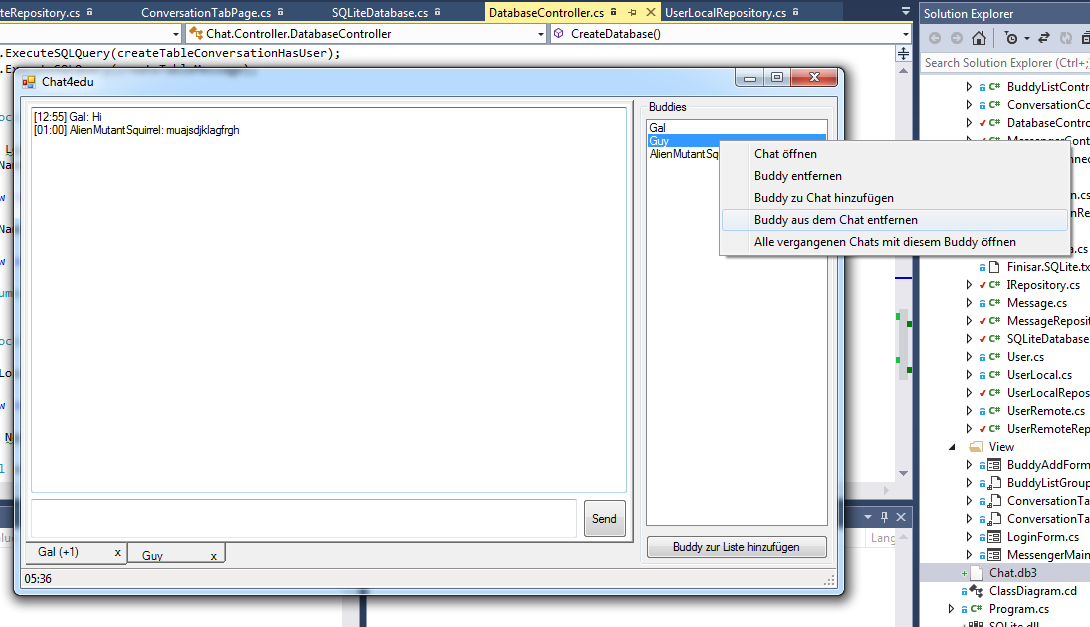 teRepository.cs
ConversationTabPage.cs
SQLiteDatabase.cs
DatabaseController.cs
UserLocalRepository.cs
Solution Explorer
Chat.Controller.DatabaseController
CreateDatabase()
Search Solution Explorer (Ctrl+;
.ExecuteSQLQuery(createTableConversationHasUser);
Chat4edu
[12:55] Gal: Hi
[01:00] AlienMutantSquirrel: muajsdjklagfrgh
Buddies
Gal
Guy
AlienMutantSq
Chat öffnen
Buddy entfernen
Buddy zu Chat hinzufügen
Buddy aus dem Chat entfernen
Alle vergangenen Chats mit diesem Buddy öffnen
Send
Gal (+1) x
Guy x
Buddy zur Liste hinzufügen
05:36
Lang
C# BuddyListContr
C# ConversationCo
C# DatabaseContro
Finisar.SQLite.tx
C# IRepository.cs
C# Message.cs
C# MessageReposit
C# SQLiteDatabase
C# User.cs
C# UserLocal.cs
C# UserLocalRepos
C# UserRemote.cs
C# UserRemoteRep
View
BuddyAddForm
BuddyListGroup
ConversationTa
ConversationTa
LoginForm.cs
MessengerMain
Chat.db3
ClassDiagram.cd
C# Program.cs
SQLite.dll